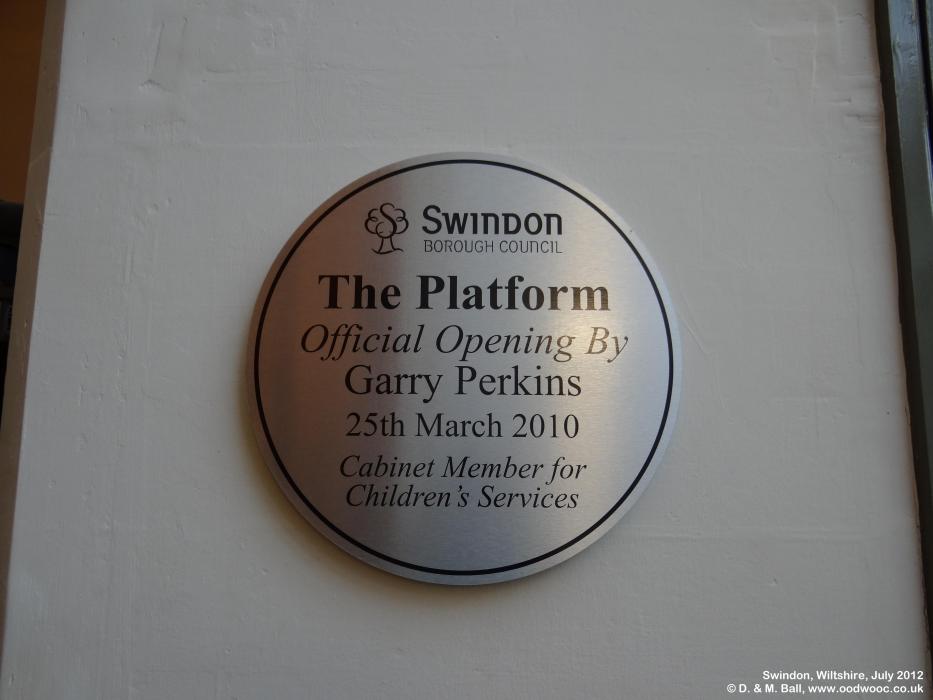 SWINDON
BOROUGH COUNCIL
The Platform
Official Opening By
Garry Perkins
25th March 2010
Cabinet Member for
Children's Services
Swindon, Wiltshire, July 2012
© D. & M. Ball, www.oodwooc.co.uk